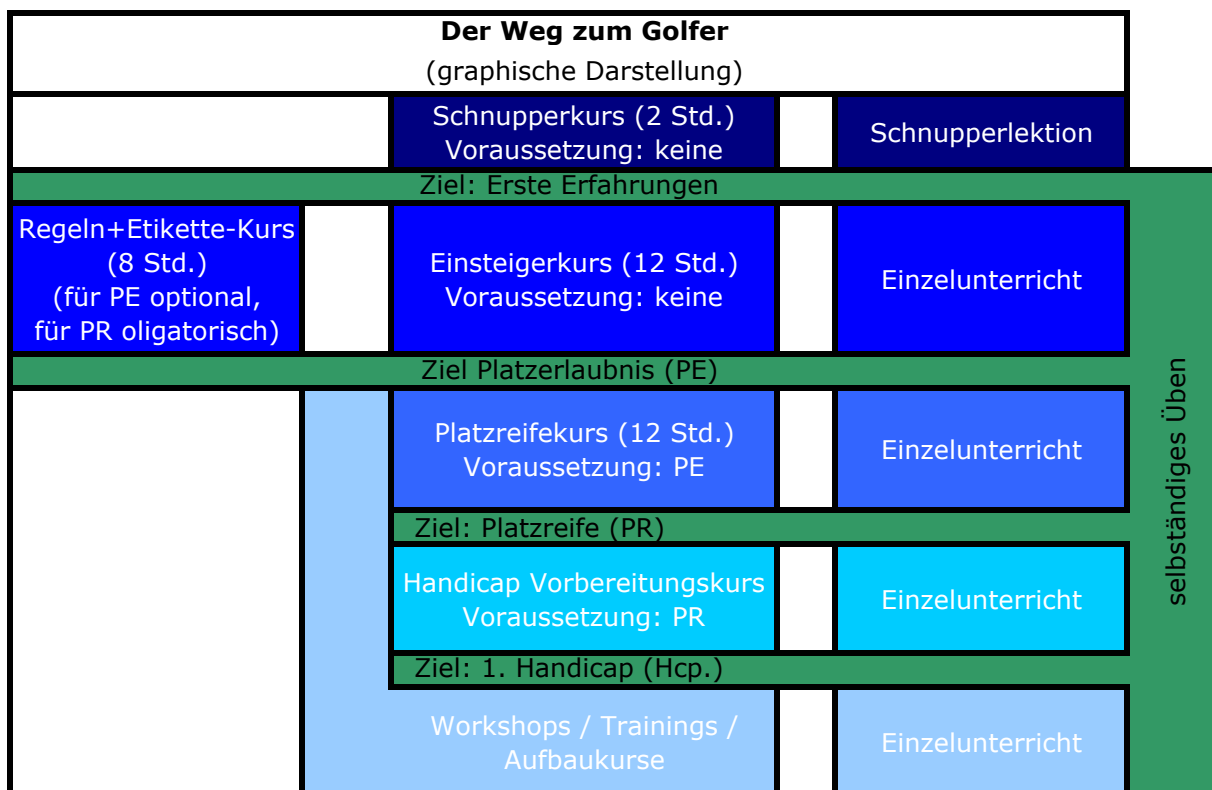 Der Weg zum Golfer
(graphische Darstellung)
Schnupperkurs (2 Std.)
Voraussetzung: keine
Schnupperlektion
Ziel: Erste Erfahrungen
Regeln+Etikette-Kurs
(8 Std.)
(für PE optional,
für PR oligatorisch)
Einsteigerkurs (12 Std.)
Voraussetzung: keine
Einzelunterricht
Ziel Platzerlaubnis (PE)
Platzreifekurs (12 Std.)
Voraussetzung: PE
Einzelunterricht
Ziel: Platzreife (PR)
Handicap Vorbereitungskurs
Voraussetzung: PR
Einzelunterricht
Ziel: 1. Handicap (Hcp.)
Workshops / Trainings /
Aufbaukurse
Einzelunterricht
selbständiges Üben